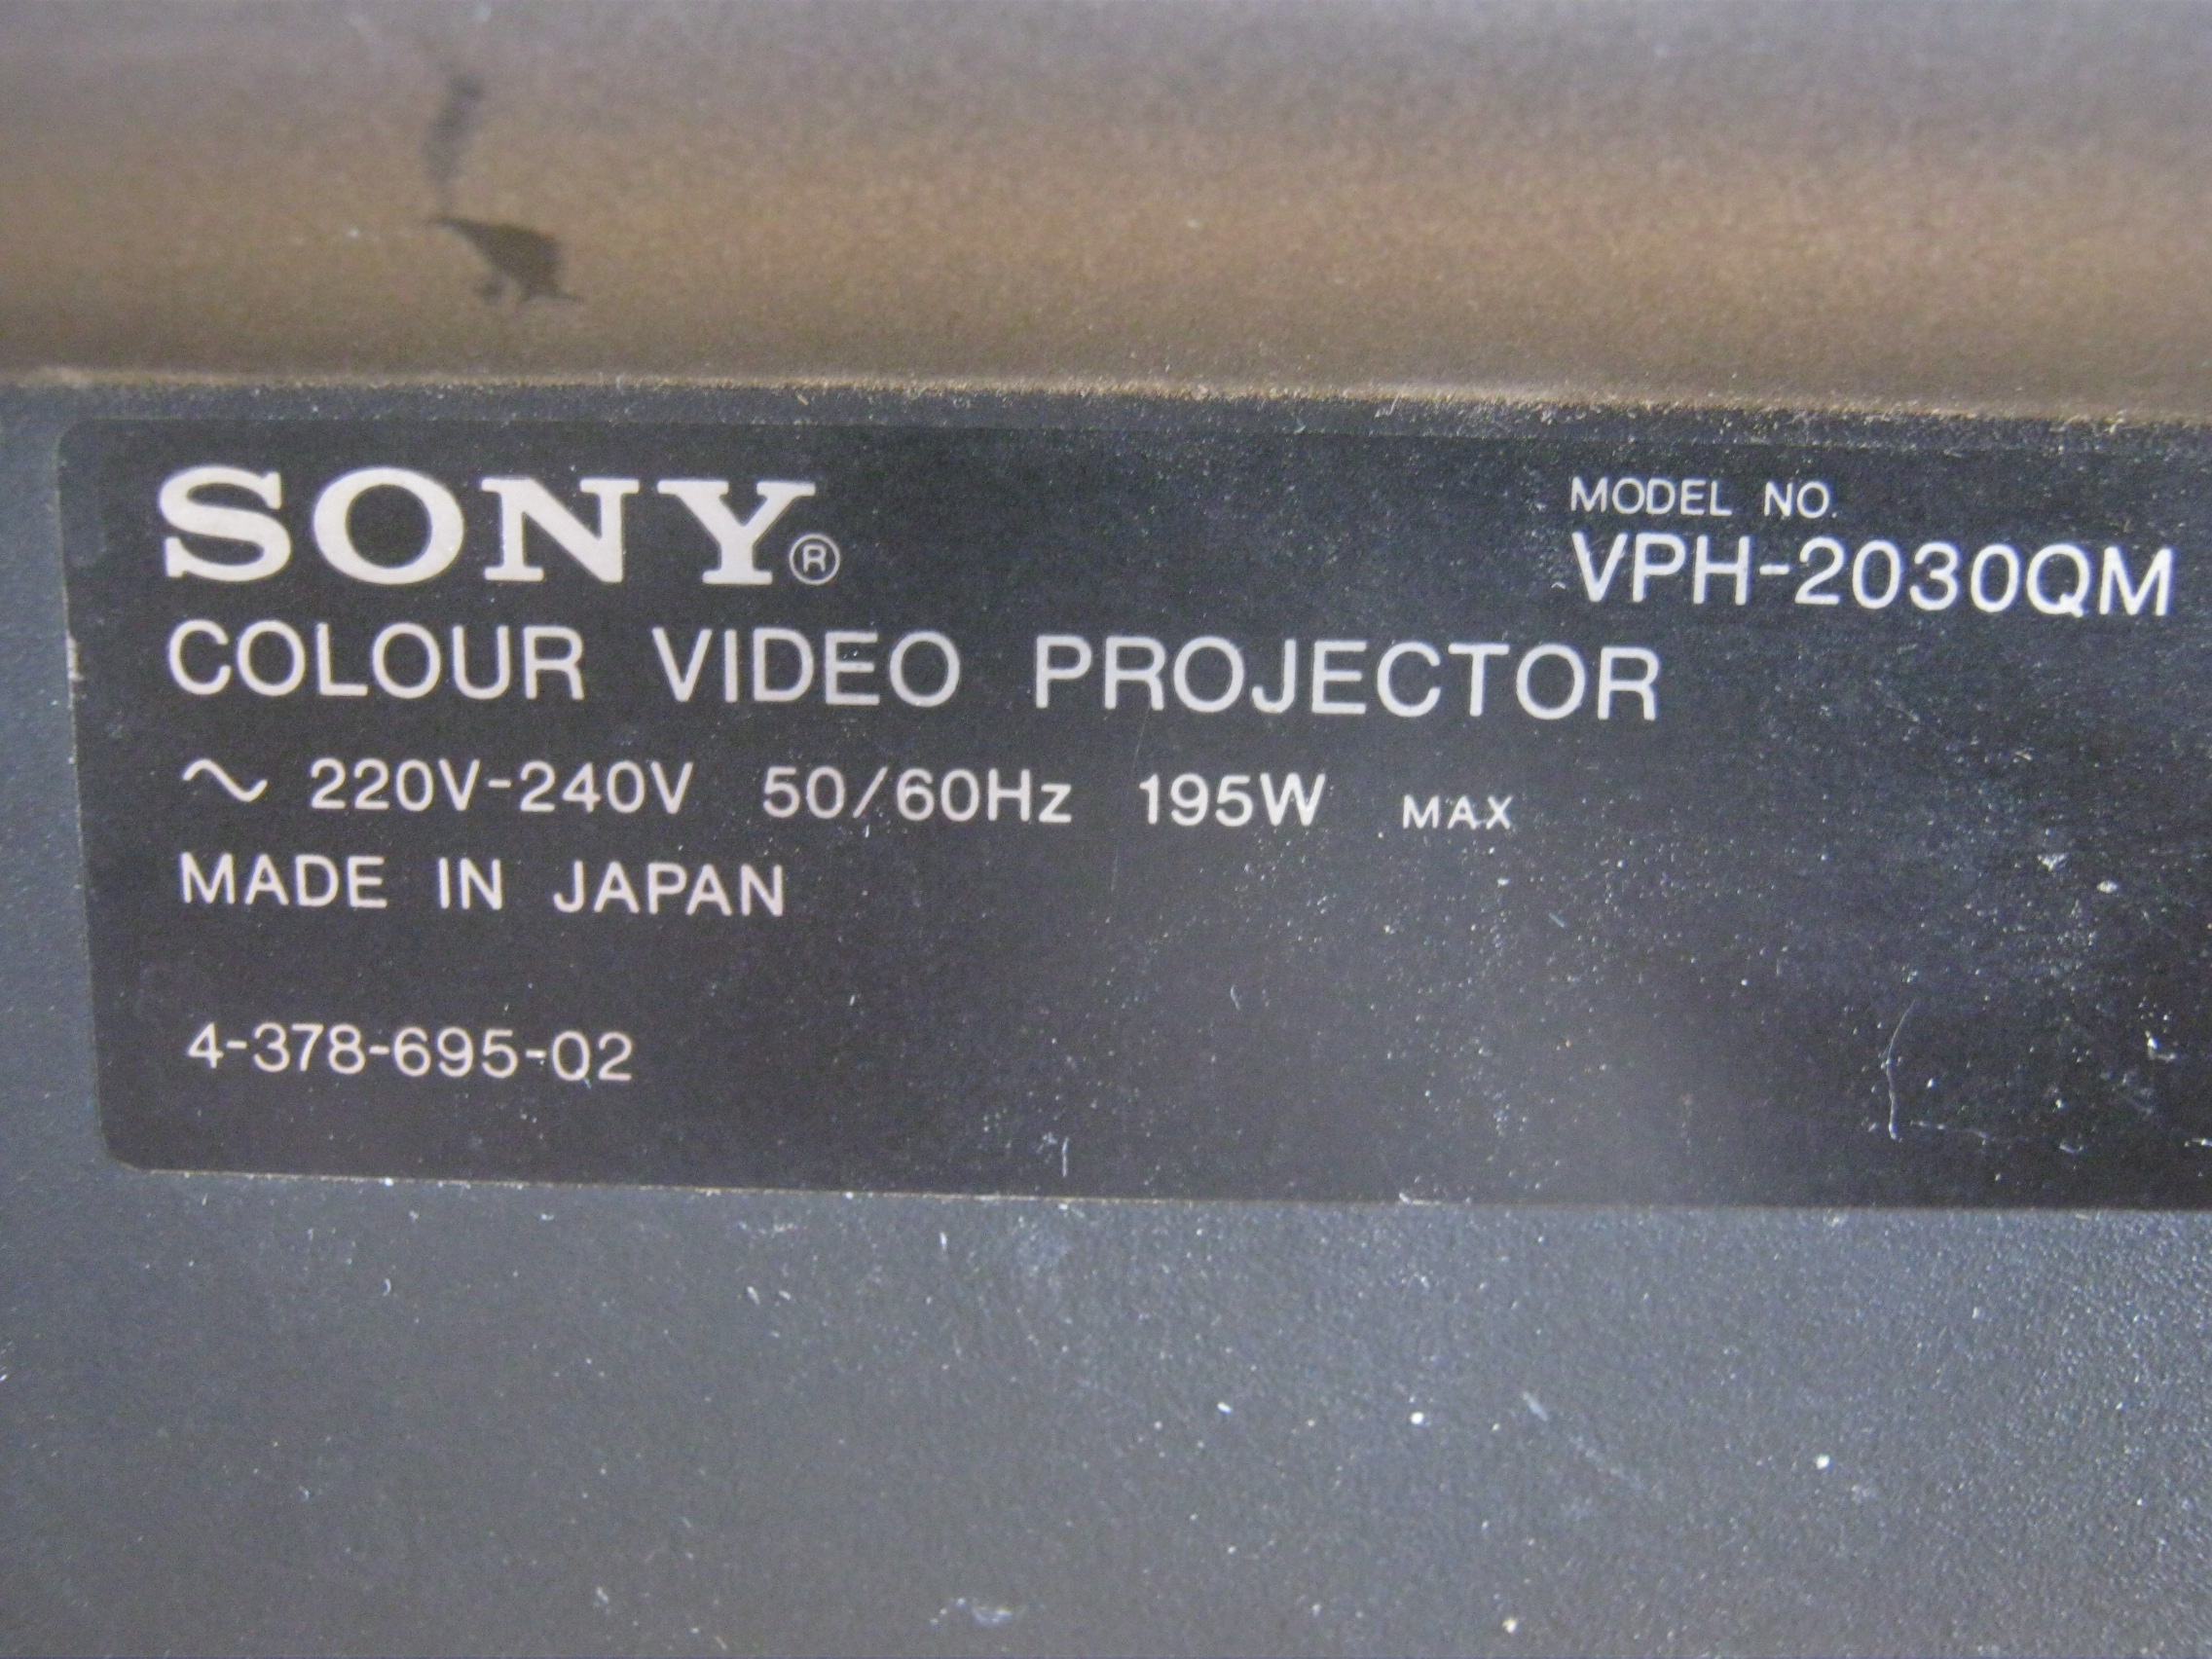 SONY®
MODEL NO.
VPH-2030QM
COLOUR VIDEO PROJECTOR
～ 220V-240V 50/60Hz 195W MAX
MADE IN JAPAN
4-378-695-02